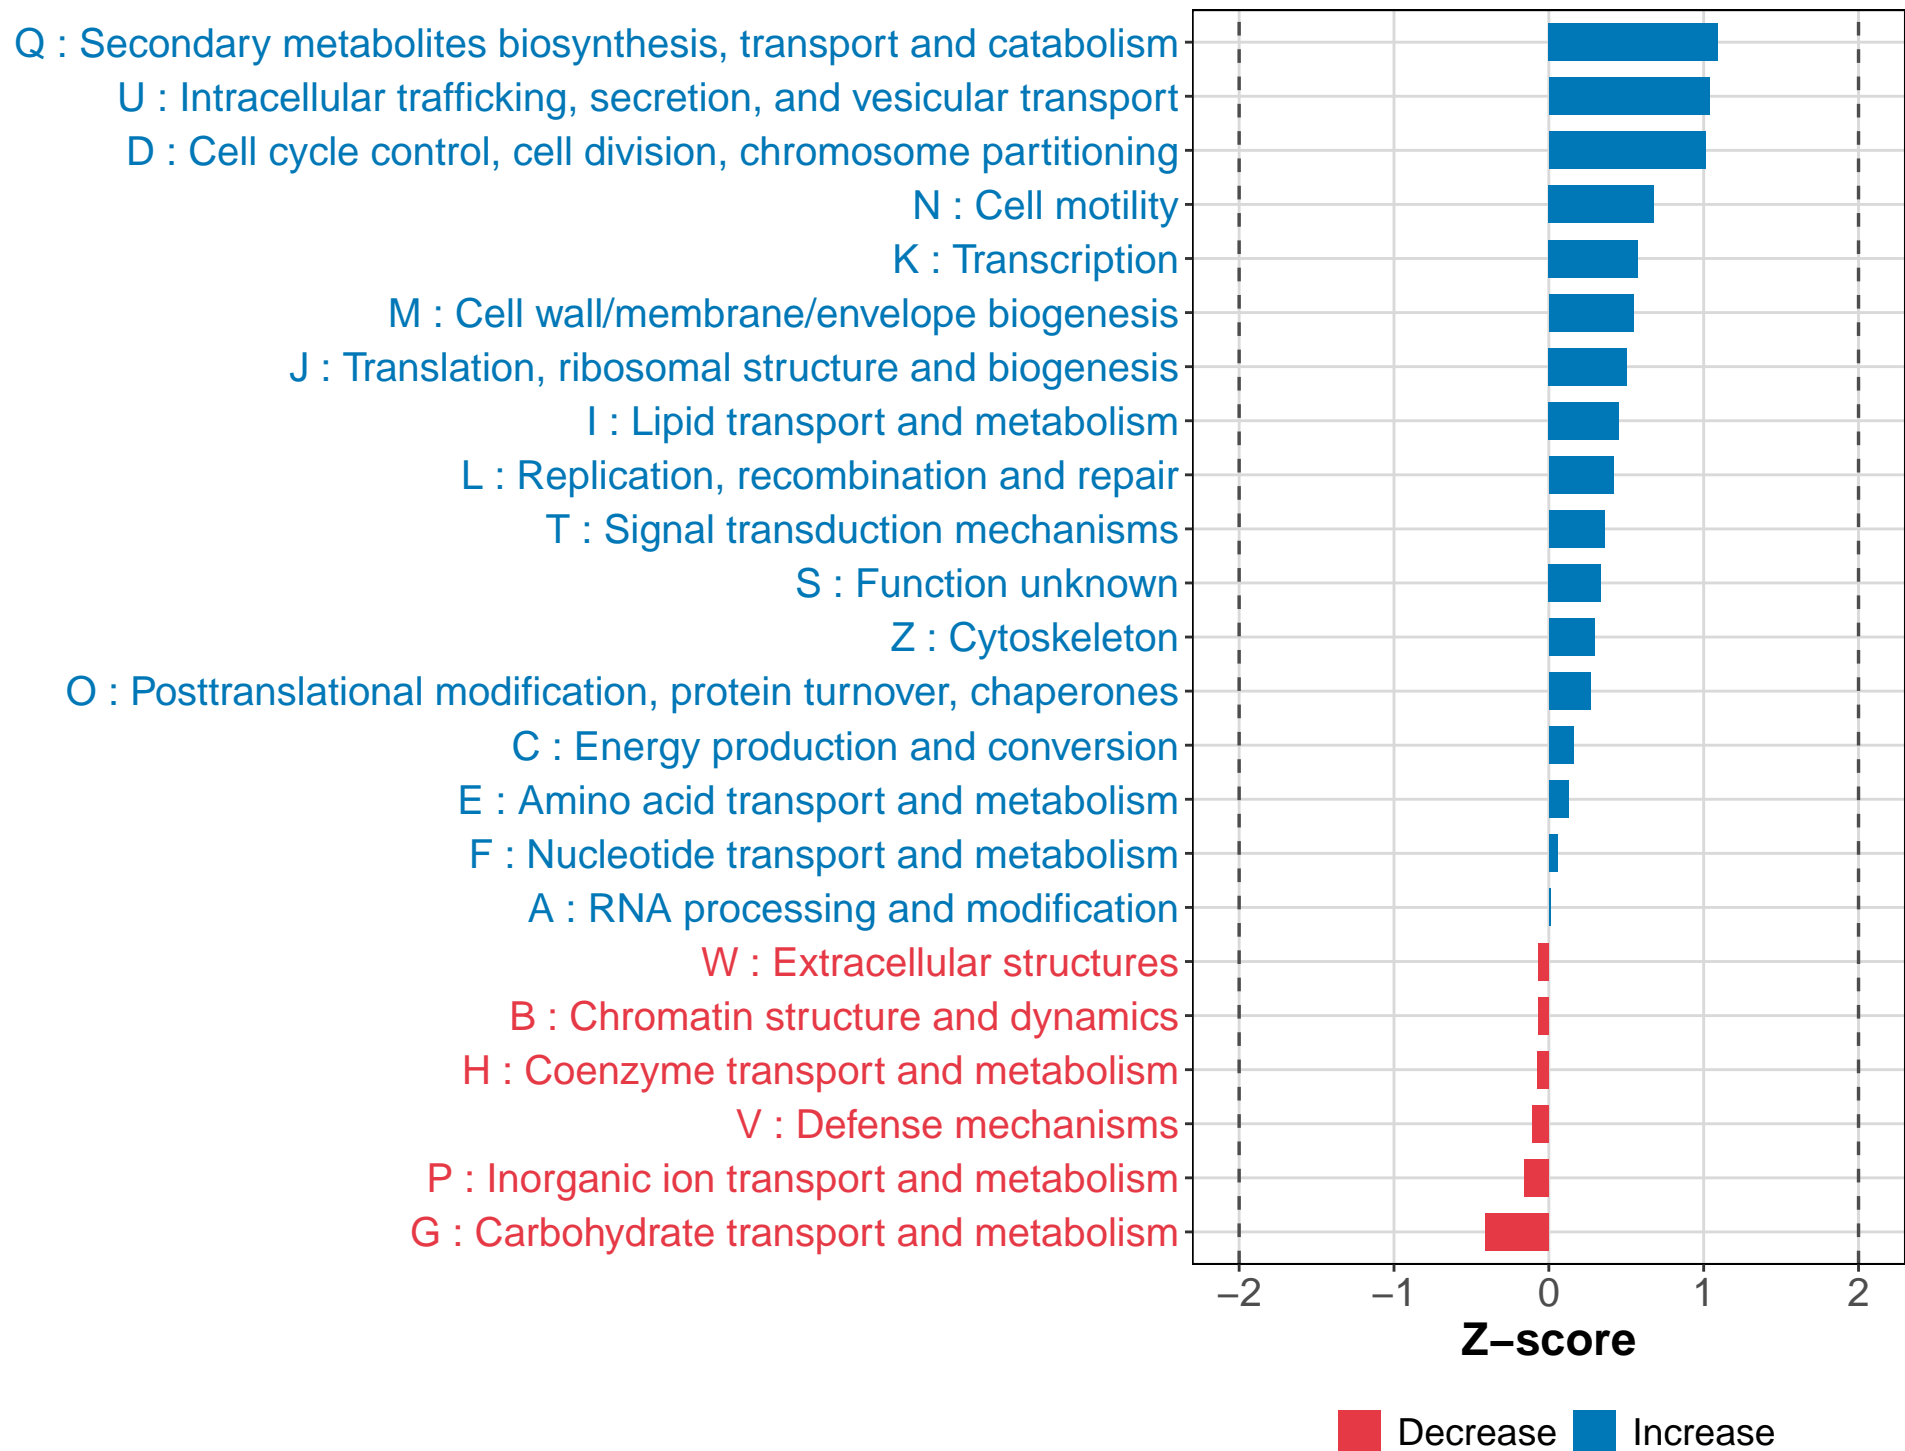 Q : Secondary metabolites biosynthesis, transport and catabolism
U : Intracellular trafficking, secretion, and vesicular transport
D : Cell cycle control, cell division, chromosome partitioning
N : Cell motility
K : Transcription
M : Cell wall/membrane/envelope biogenesis
J : Translation, ribosomal structure and biogenesis
I : Lipid transport and metabolism
L : Replication, recombination and repair
T : Signal transduction mechanisms
S : Function unknown
Z : Cytoskeleton
O : Posttranslational modification, protein turnover, chaperones
C : Energy production and conversion
E : Amino acid transport and metabolism
F : Nucleotide transport and metabolism
A : RNA processing and modification
W : Extracellular structures
B : Chromatin structure and dynamics
H : Coenzyme transport and metabolism
V : Defense mechanisms
P : Inorganic ion transport and metabolism
G : Carbohydrate transport and metabolism
−2 −1 0 1 2
Z−score
Decrease Increase